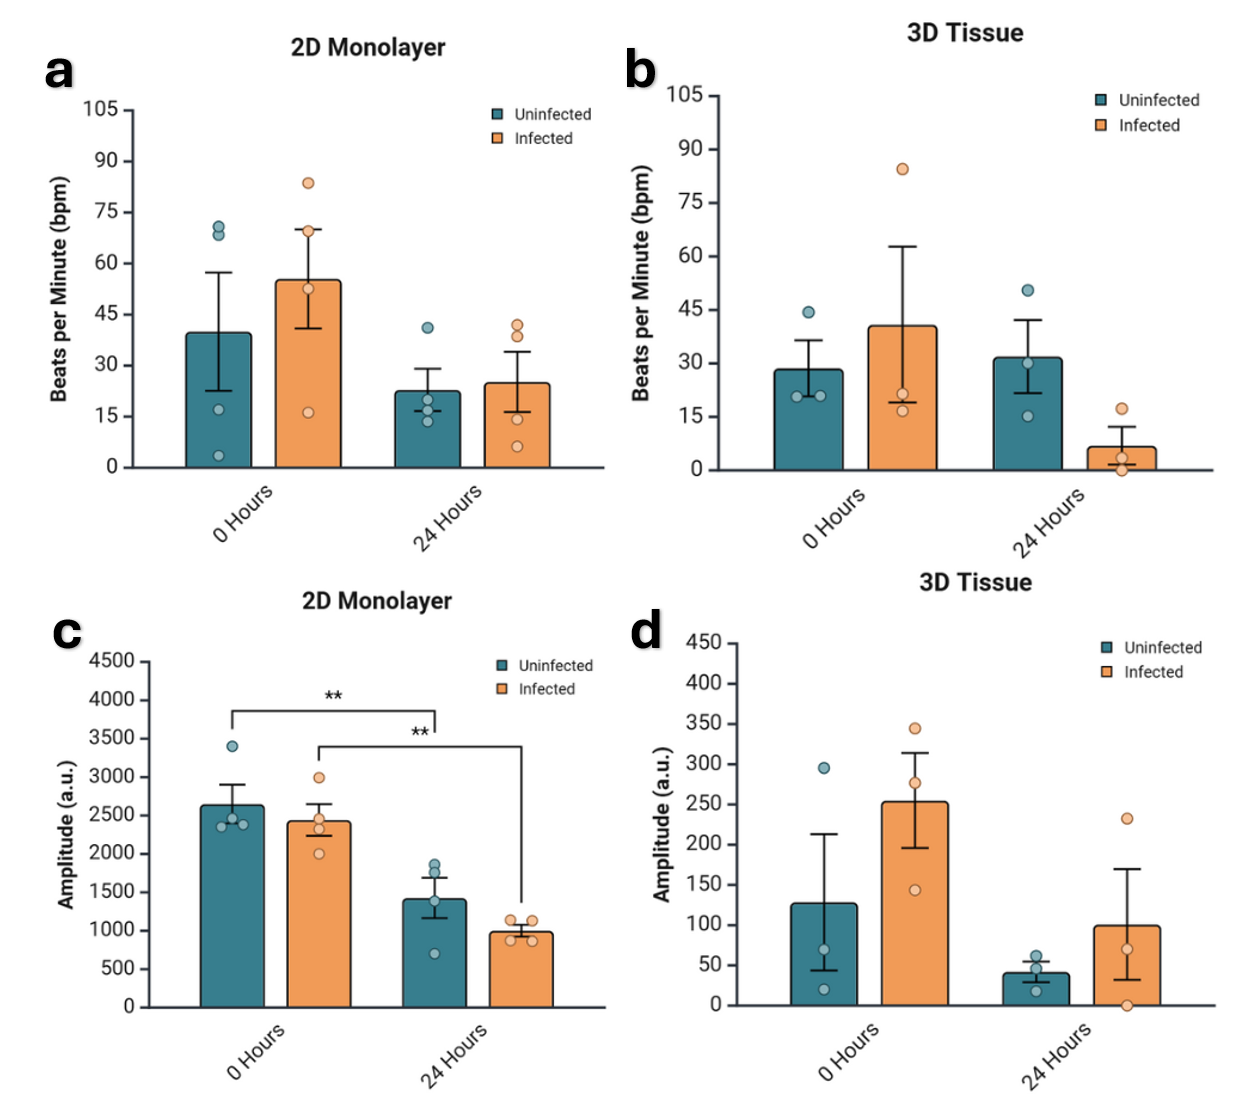 a
2D Monolayer
Beats per Minute (bpm)
105
90
75
60
45
30
15
0
Uninfected
Infected
0 Hours
24 Hours
b
3D Tissue
Beats per Minute (bpm)
105
90
75
60
45
30
15
0
Uninfected
Infected
0 Hours
24 Hours
c
2D Monolayer
Amplitude (a.u.)
4500
4000
3500
3000
2500
2000
1500
1000
500
0
Uninfected
Infected
**
**
0 Hours
24 Hours
d
3D Tissue
Amplitude (a.u.)
450
400
350
300
250
200
150
100
50
0
Uninfected
Infected
0 Hours
24 Hours